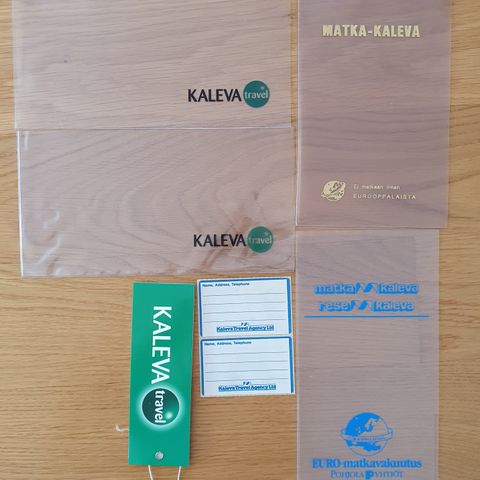 KALEVA travel
KALEVA travel
MATKA-KALEVA
Ei matkaan ilman
EUROOPPALAISTA
KALEVA travel
Name, Address, Telephone
Kaleva Travel Agency Ltd
Name, Address, Telephone
Kaleva Travel Agency Ltd
matka kaleva
rese kaleva
EURO-matkavakuutus
POHJOLA YHTIÖT